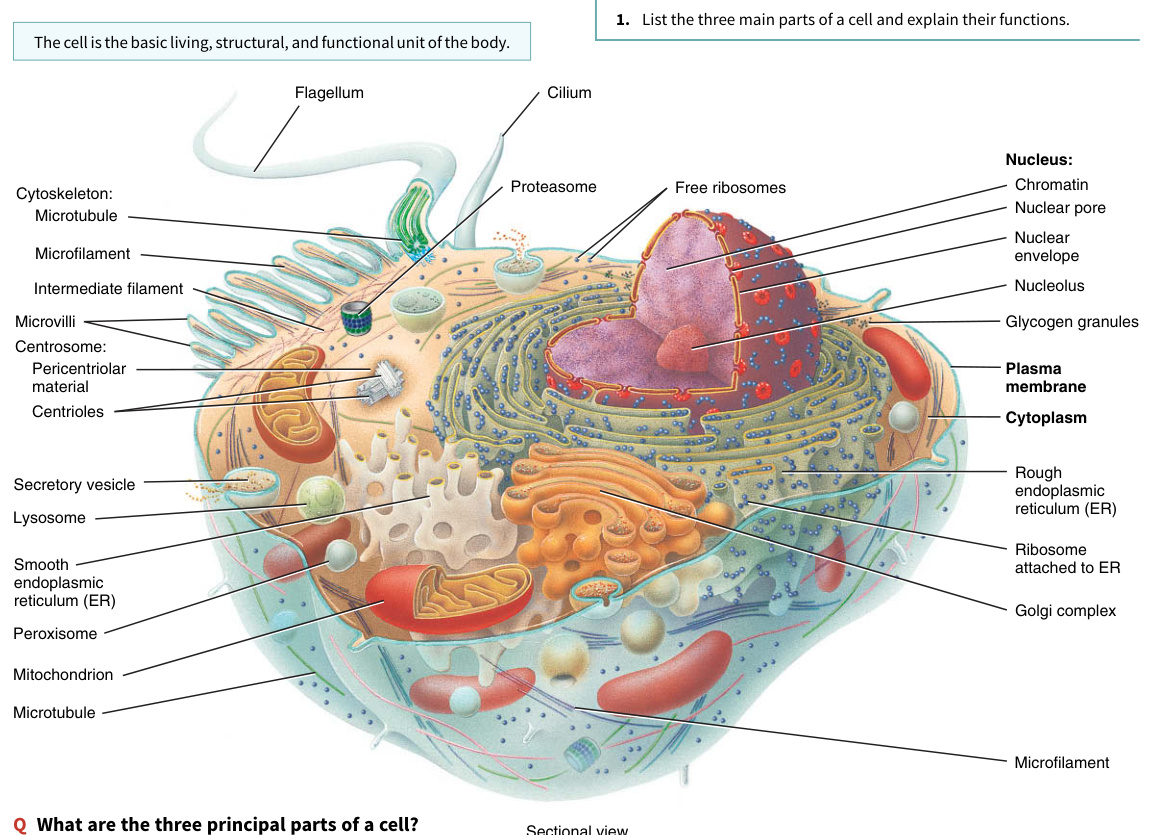 The cell is the basic living, structural, and functional unit of the body.
1. List the three main parts of a cell and explain their functions.
Flagellum
Cilium
Cytoskeleton:
Microtubule
Microfilament
Intermediate filament
Microvilli
Centrosome:
Pericentriolar
material
Centrioles
Secretory vesicle
Lysosome
Smooth
endoplasmic
reticulum (ER)
Peroxisome
Mitochondrion
Microtubule
Proteasome
Free ribosomes
Nucleus:
Chromatin
Nuclear pore
Nuclear
envelope
Nucleolus
Glycogen granules
Plasma
membrane
Cytoplasm
Rough
endoplasmic
reticulum (ER)
Ribosome
attached to ER
Golgi complex
Microfilament
Sectional view
Q What are the three principal parts of a cell?